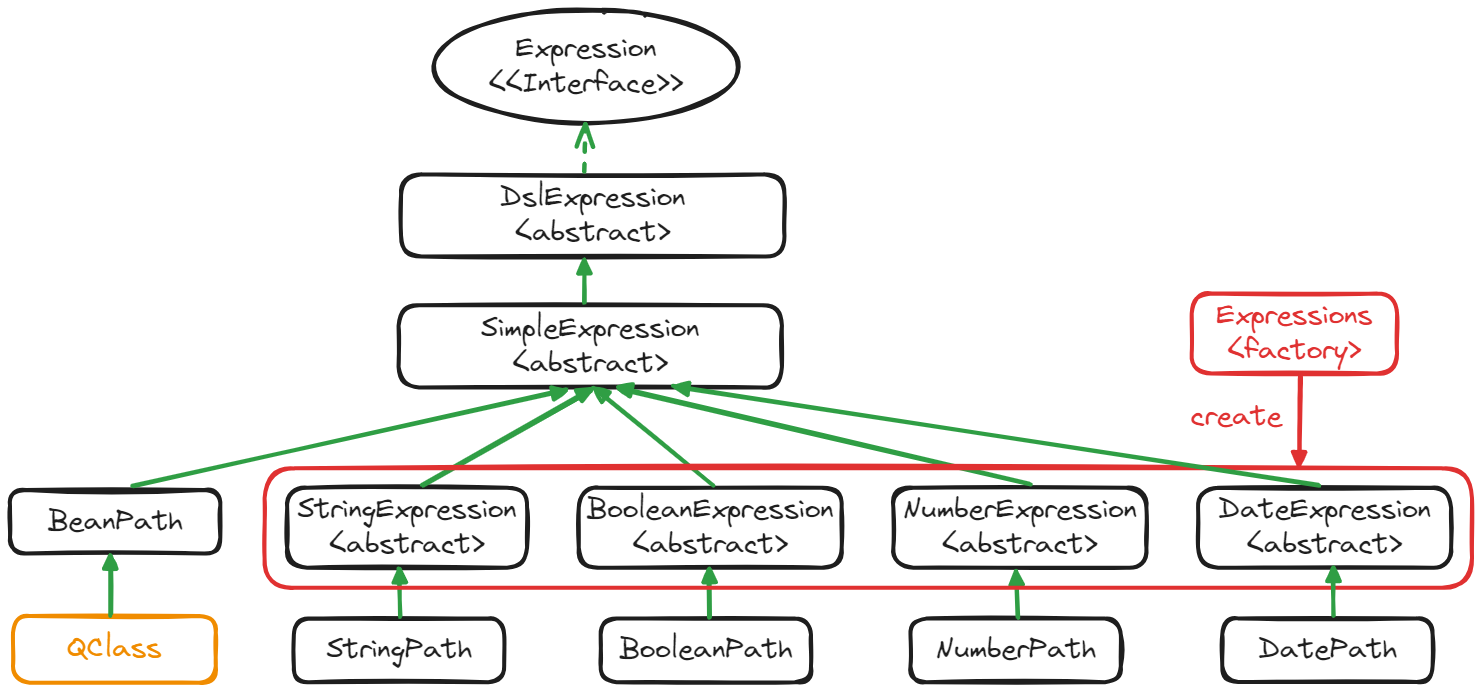 Expression
<<Interface>>
DslExpression
<abstract>
SimpleExpression
<abstract>
Expressions
<factory>
create
BeanPath
StringExpression
<abstract>
BooleanExpression
<abstract>
NumberExpression
<abstract>
DateExpression
<abstract>
QClass
StringPath
BooleanPath
NumberPath
DatePath